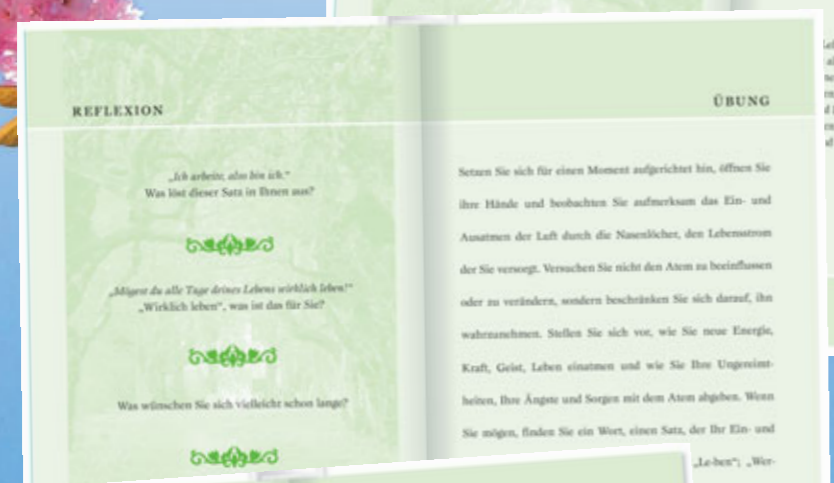 REFLEXION
„Ich arbeite, also bin ich.“
Was löst dieser Satz in Ihnen aus?
„Mögest du alle Tage deines Lebens wirklich leben!“
„Wirklich leben“, was ist das für Sie?
Was wünschen Sie sich vielleicht schon lange?
ÜBUNG
Setzen Sie sich für einen Moment aufgerichtet hin, öffnen Sie
ihre Hände und beobachten Sie aufmerksam das Ein- und
Ausatmen der Luft durch die Nasenlöcher, den Lebensstrom
der Sie versorgt. Versuchen Sie nicht den Atem zu beeinflussen
oder zu verändern, sondern beschränken Sie sich darauf, ihn
wahrzunehmen. Stellen Sie sich vor, wie Sie neue Energie,
Kraft, Geist, Leben einatmen und wie Sie Ihre Ungereimt-
heiten, Ihre Ängste und Sorgen mit dem Atem abgeben. Wenn
Sie mögen, finden Sie ein Wort, einen Satz, der Ihr Ein- und
„Le-ben“; „Wer-